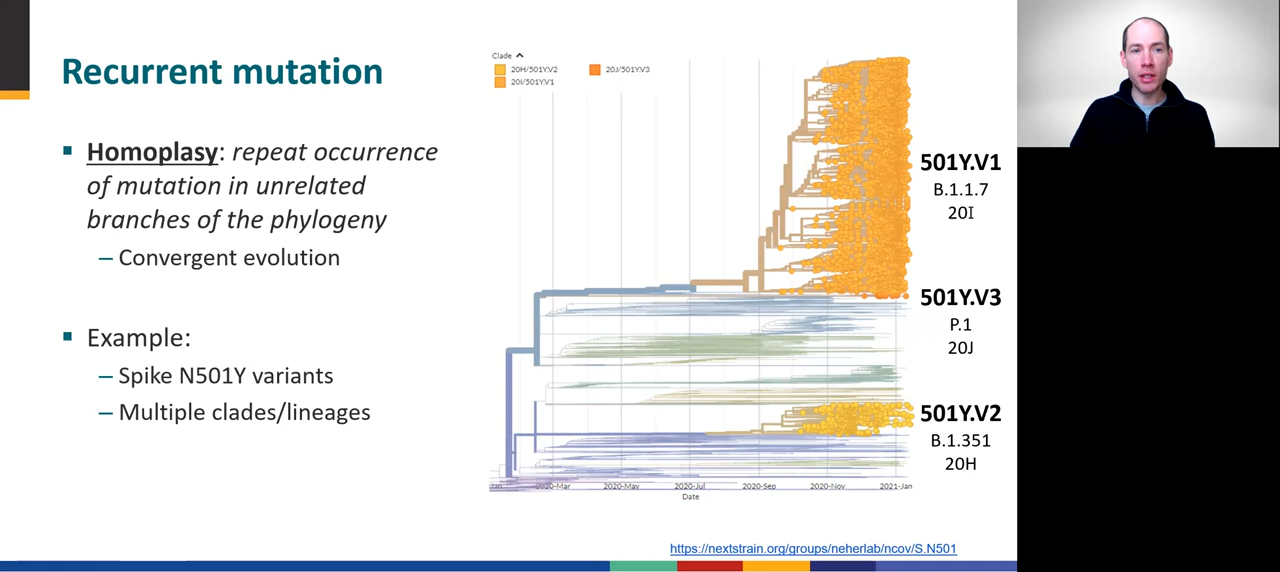 Recurrent mutation
▪ Homoplasy: repeat occurrence
of mutation in unrelated
branches of the phylogeny
– Convergent evolution
▪ Example:
– Spike N501Y variants
– Multiple clades/lineages
Clade
20H/501Y.V2
20J/501Y.V3
20I/501Y.V1
501Y.V1
B.1.1.7
20I
501Y.V3
P.1
20J
501Y.V2
B.1.351
20H
2020-Mar 2020-May 2020-Jul 2020-Sep 2020-Nov 2021-Jan
Date
https://nextstrain.org/groups/neherlab/ncov/S.N501